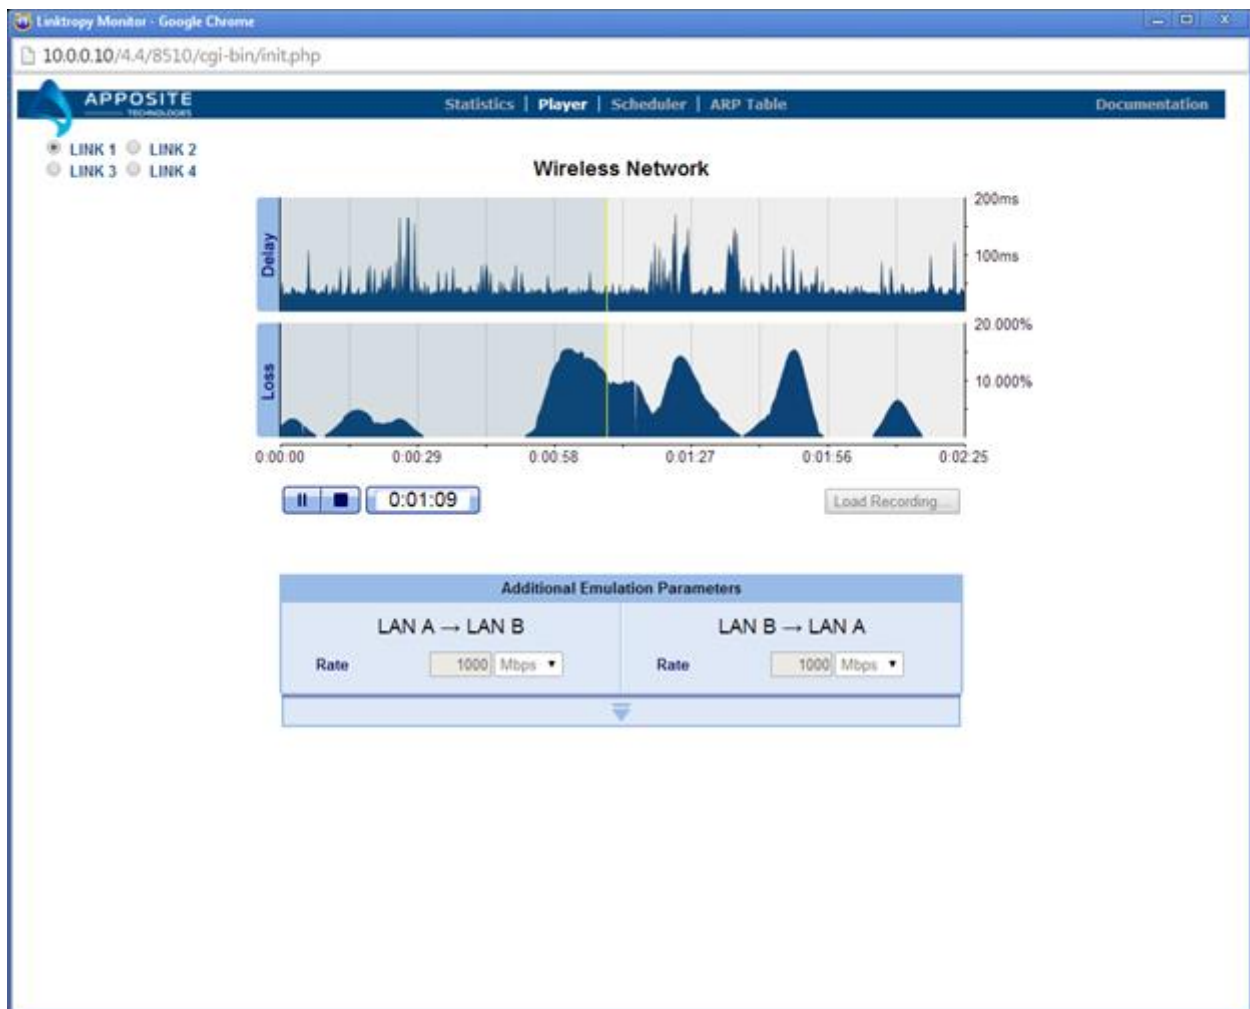 Linktropy Monitor - Google Chrome
10.0.0.10/4.4/8510/cgi-bin/init.php
APPOSITE
TECHNOLOGIES
Statistics | Player | Scheduler | ARP Table
Documentation
LINK 1 LINK 2
LINK 3 LINK 4
Wireless Network
Delay
200ms
100ms
Loss
20.000%
10.000%
0:00:00 0:00:29 0:00:58 0:01:27 0:01:56 0:02:25
0:01:09
Load Recording...
Additional Emulation Parameters
LAN A → LAN B LAN B → LAN A
Rate 1000 Mbps Rate 1000 Mbps